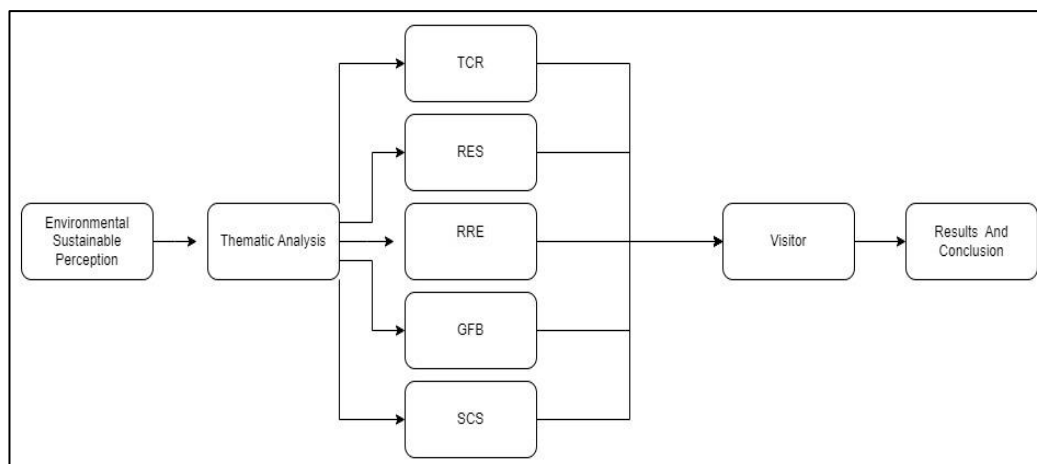 TCR
RES
Environmental
Sustainable
Perception
Thematic Analysis
RRE
Visitor
Results And
Conclusion
GFB
SCS